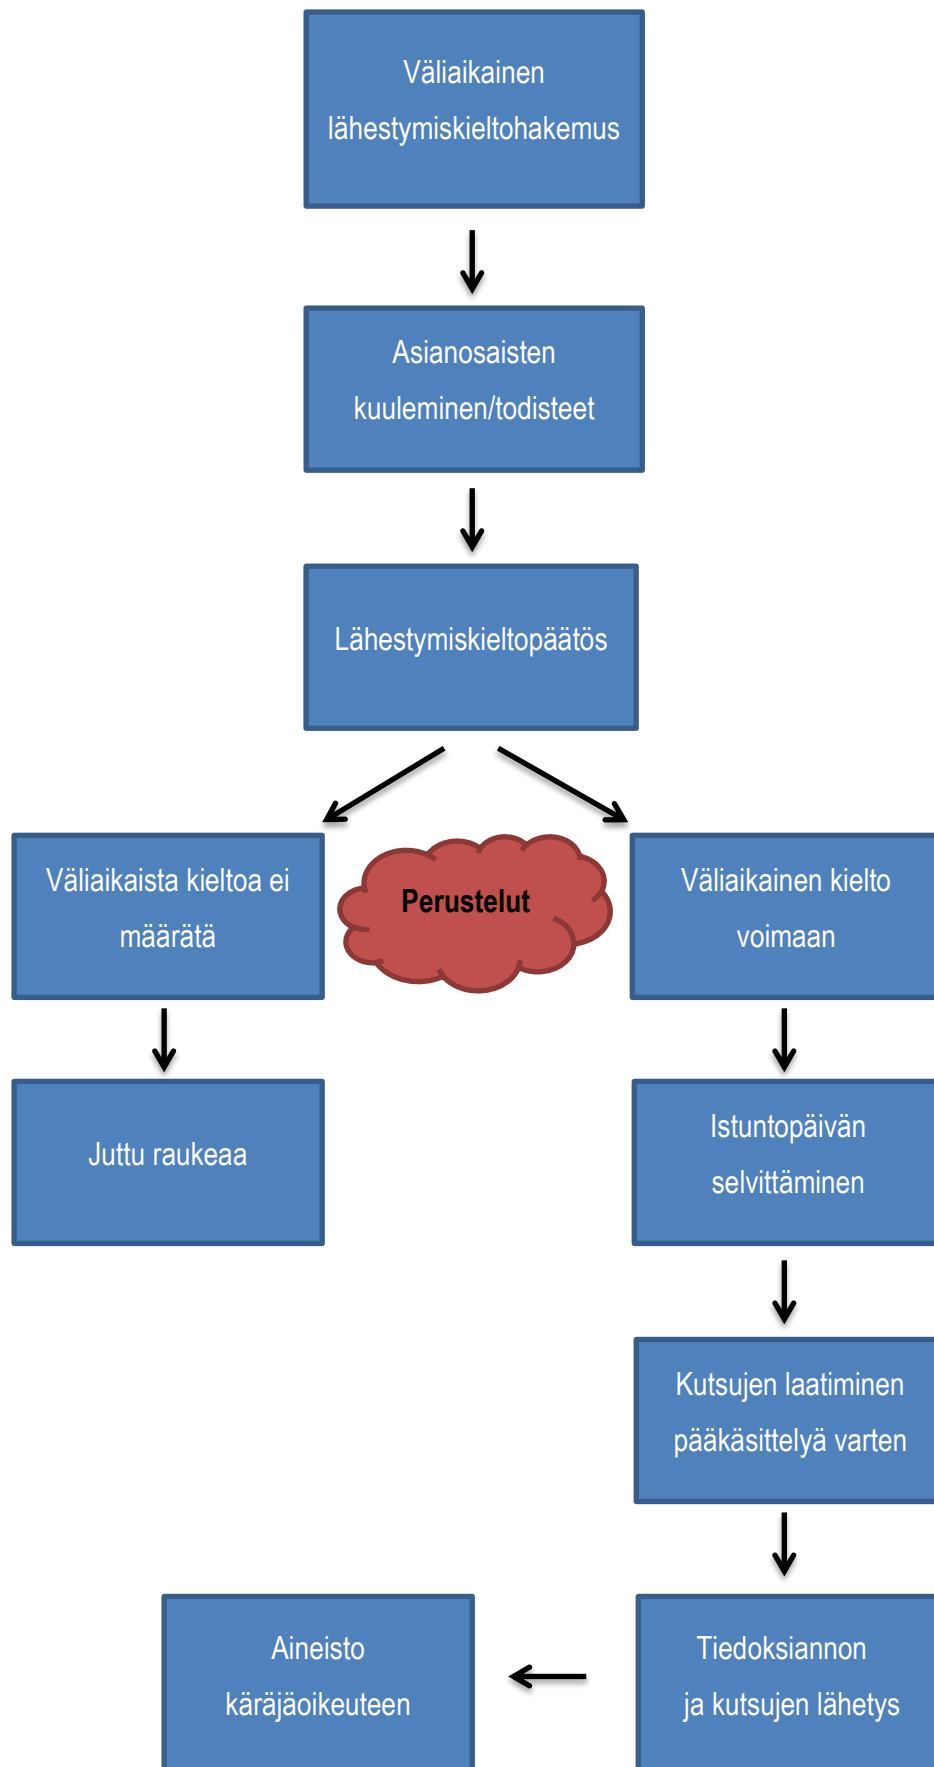 Väliaikainen
lähestymiskieltohakemus
Asianosaisten
kuuleminen/todisteet
Lähestymiskieltopäätös
Väliaikaista kieltoa ei
määrätä
Perustelut
Väliaikainen kielto
voimaan
Juttu raukeaa
Istuntopäivän
selvittäminen
Kutsujen laatiminen
pääkäsittelyä varten
Aineisto
käräjäoikeuteen
Tiedoksiannon
ja kutsujen lähetys